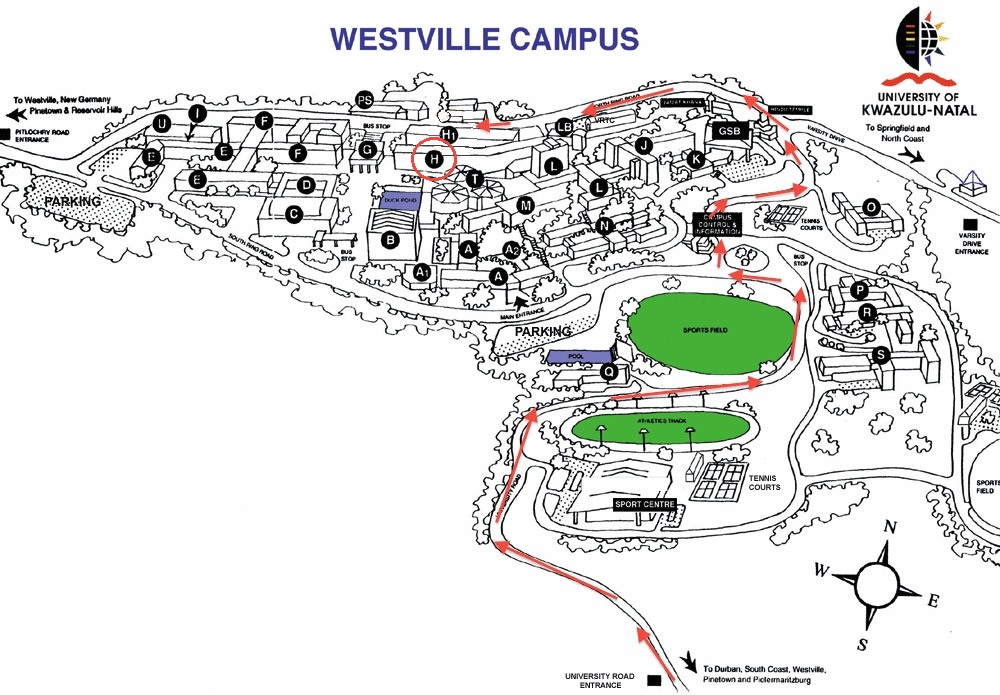 WESTVILLE CAMPUS
UNIVERSITY OF
KWAZULU-NATAL
To Westville, New Germany
Pinetown & Reservoir Hills
PITLOCHRY ROAD
ENTRANCE
To Springfield and
North Coast
VARSITY DRIVE
VARSITY
DRIVE
ENTRANCE
PS
I
U
F
BUS STOP
H1
LB
VRTC
NORTH RING ROAD
HINDU TEMPLE
GSB
E
E
F
G
H
L
J
K
E
D
T
L
PARKING
DUCK POND
C
M
O
CAMPUS
CONTROL &
INFORMATION
TENNIS
COURTS
B
A
A2
N
SOUTH RING ROAD
BUS
STOP
BUS
STOP
A1
A
MAIN ENTRANCE
P
R
PARKING
SPORTS FIELD
POOL
S
Q
ATHLETICS TRACK
TENNIS
COURTS
SPORT CENTRE
SPORTS
FIELD
UNIVERSITY ROAD
N
W
E
S
UNIVERSITY ROAD
ENTRANCE
To Durban, South Coast, Westville,
Pinetown and Pietermaritzburg